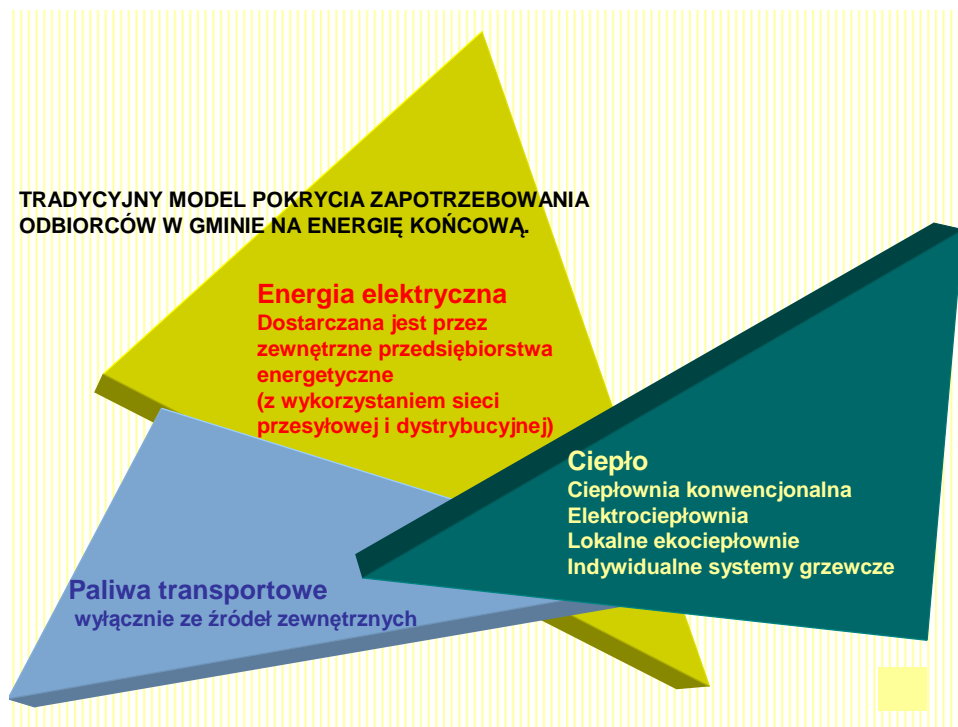 TRADYCYJNY MODEL POKRYCIA ZAPOTRZEBOWANIA
ODBIORCÓW W GMINIE NA ENERGIĘ KOŃCOWĄ.
Energia elektryczna
Dostarczana jest przez
zewnętrzne przedsiębiorstwa
energetyczne
(z wykorzystaniem sieci
przesyłowej i dystrybucyjnej)
Ciepło
Ciepłownia konwencjonalna
Elektrociepłownia
Lokalne ekociepłownie
Indywidualne systemy grzewcze
Paliwa transportowe
wyłącznie ze źródeł zewnętrznych